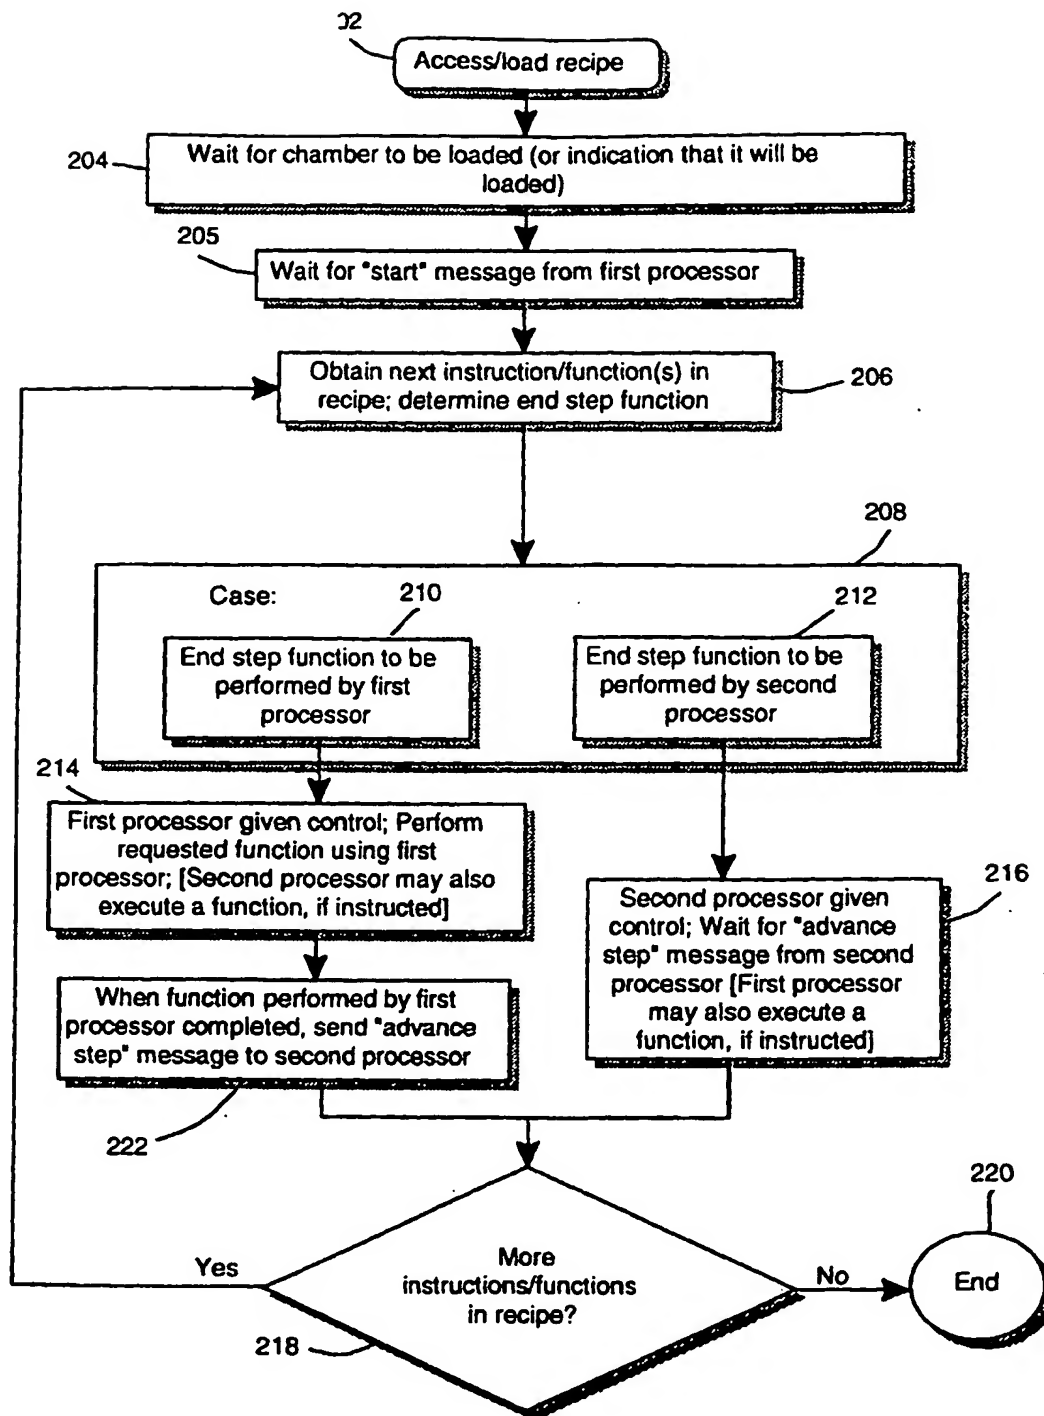 02
Access/load recipe
204
Wait for chamber to be loaded (or indication that it will be
loaded)
205
Wait for "start" message from first processor
Obtain next instruction/function(s) in
recipe; determine end step function
206
208
Case:
210
212
End step function to be
performed by first
processor
End step function to be
performed by second
processor
214
First processor given control; Perform
requested function using first
processor; [Second processor may also
execute a function, if instructed]
216
Second processor given
control; Wait for "advance
step" message from second
processor [First processor
may also execute a
function, if instructed]
When function performed by first
processor completed, send "advance
step" message to second processor
222
220
Yes
More
instructions/functions
in recipe?
No
End
218